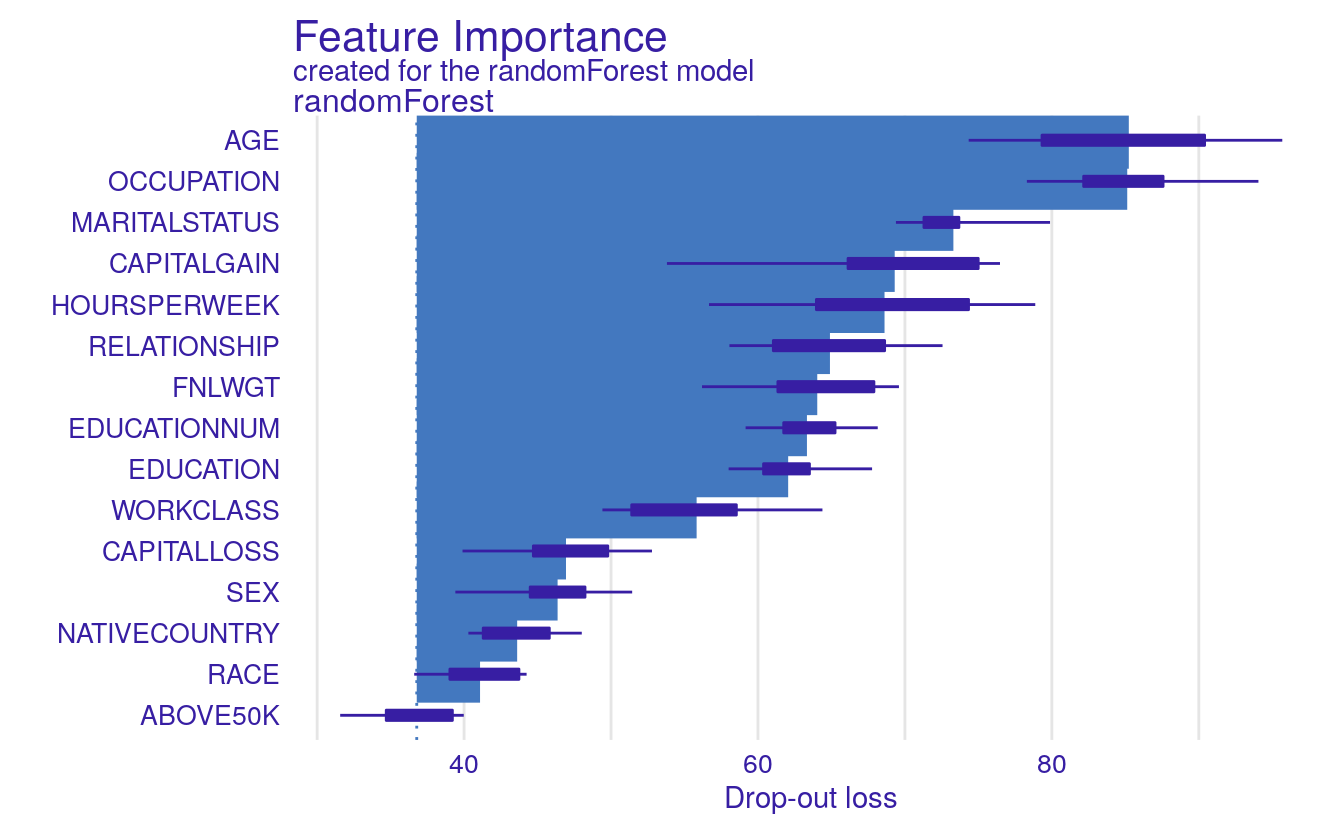 Feature Importance
created for the randomForest model
randomForest
AGE
OCCUPATION
MARITALSTATUS
CAPITALGAIN
HOURSPERWEEK
RELATIONSHIP
FNLWGT
EDUCATIONNUM
EDUCATION
WORKCLASS
CAPITALLOSS
SEX
NATIVECOUNTRY
RACE
ABOVE50K
40 60 80
Drop-out loss